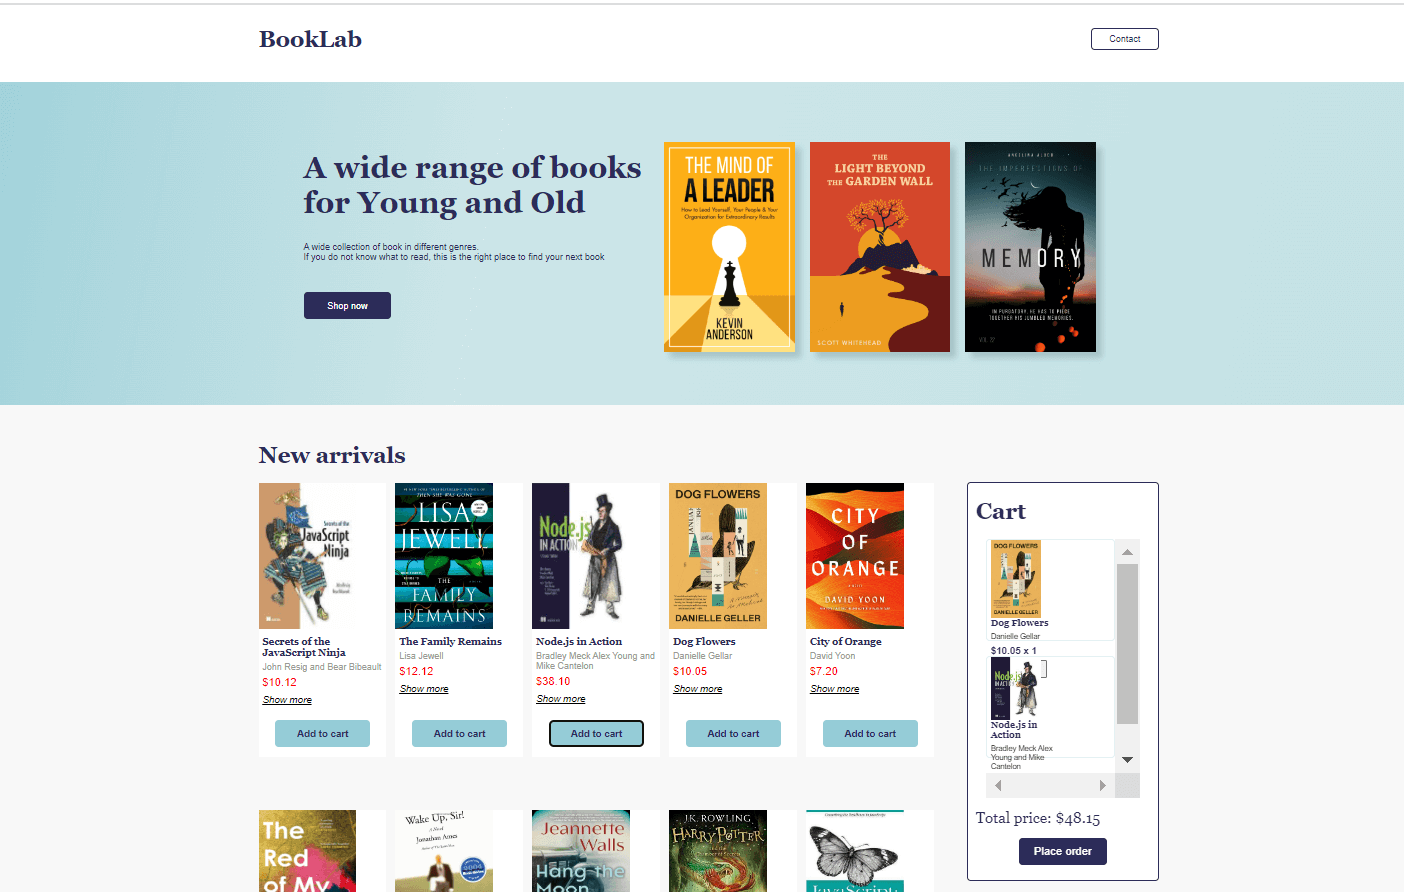 BookLab
Contact
A wide range of books
for Young and Old
A wide collection of book in different genres.
If you do not know what to read, this is the right place to find your next book
Shop now
THE MIND OF
A LEADER
How to Lead Yourself, Your People & Your
Organization for Extraordinary Results
KEVIN
ANDERSON
THE
LIGHT BEYOND
THE GARDEN WALL
SCOTT WHITEHEAD
THE IMPERFECTIONS OF
MEMORY
IN PURGATORY, HE HAS TO PIECE
TOGETHER HIS JUMBLED MEMORIES.
New arrivals
Secrets of the
JavaScript
Ninja
Secrets of the
JavaScript Ninja
John Resig and Bear Bibeault
$10.12
Show more
Add to cart
LISA
JEWELL
THE
FAMILY
REMAINS
The Family Remains
Lisa Jewell
$12.12
Show more
Add to cart
Node.js
IN ACTION
Node.js in Action
Bradley Meck Alex Young and
Mike Cantelon
$38.10
Show more
Add to cart
DOG FLOWERS
DANIELLE GELLER
Dog Flowers
Danielle Gellar
$10.05
Show more
Add to cart
CITY
OF
ORANGE
DAVID YOON
City of Orange
David Yoon
$7.20
Show more
Add to cart
Cart
DOG FLOWERS
DANIELLE GELLER
Dog Flowers
Danielle Gellar
$10.05 x 1
Node.js
IN ACTION
Node.js in
Action
Bradley Meck Alex
Young and Mike
Cantelon
Total price: $48.15
Place order
The
Red
of My
Wake Up, Sir!
A Novel
Jonathan Ames
Jeannette
Walls
Hang the
Moon
J.K. ROWLING
HARRY POTTER
JavaScript